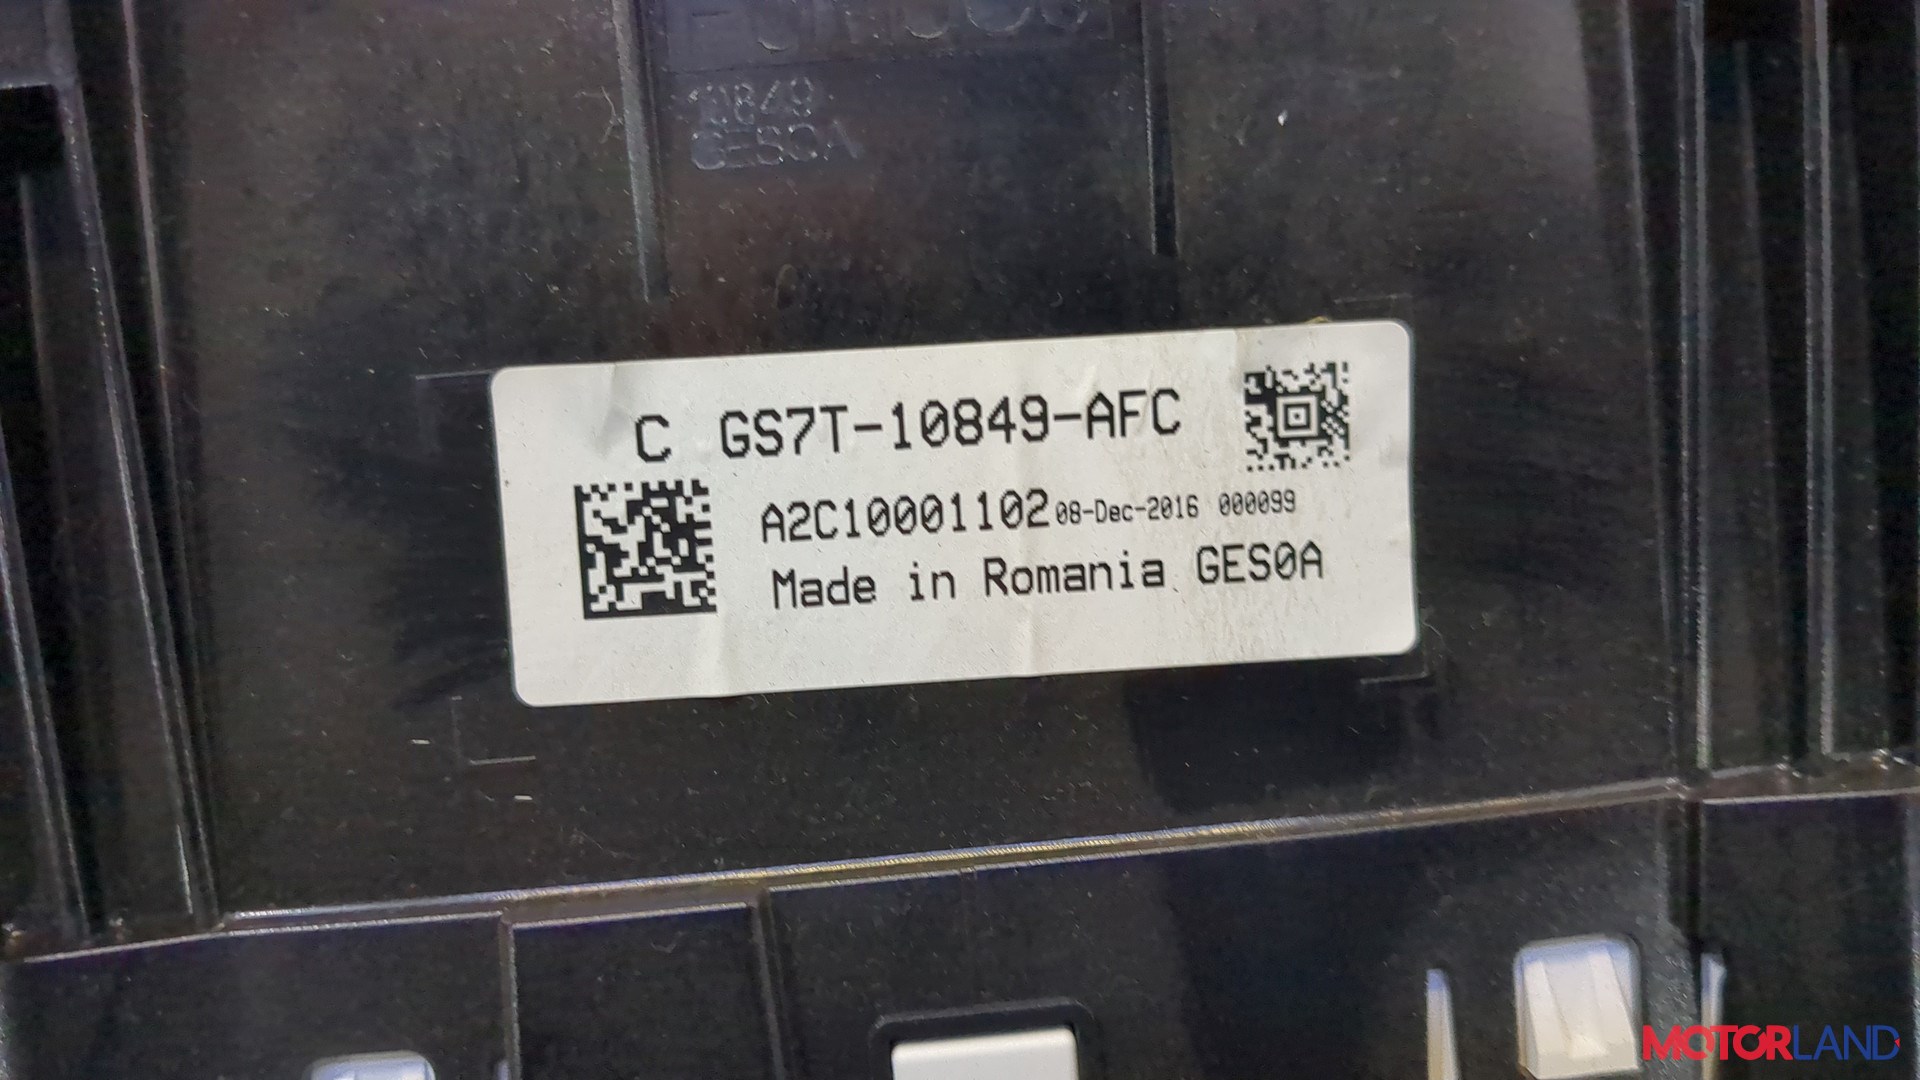 10849
GES0A
C GS7T-10849-AFC
A2C10001102 08-Dec-2016 000099
Made in Romania GES0A
MOTORLAND